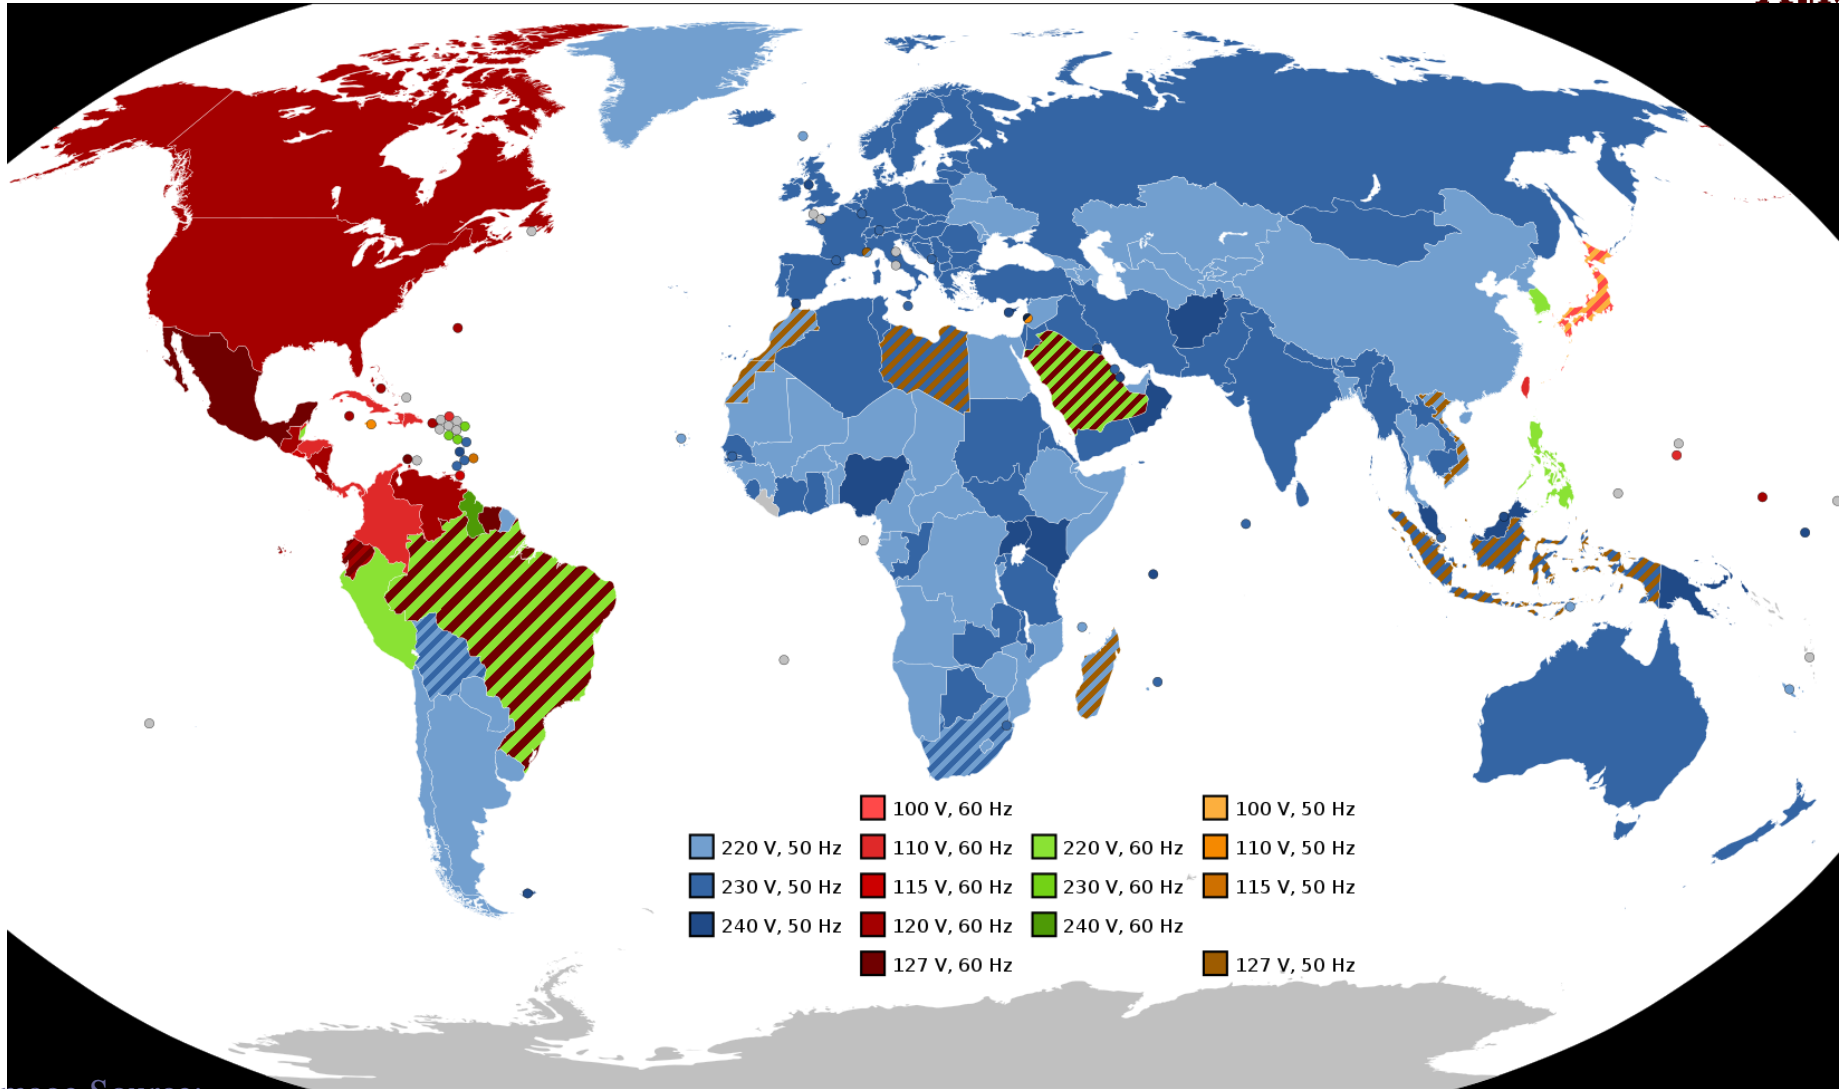 100 V, 60 Hz
100 V, 50 Hz
220 V, 50 Hz
110 V, 60 Hz
220 V, 60 Hz
110 V, 50 Hz
230 V, 50 Hz
115 V, 60 Hz
230 V, 60 Hz
115 V, 50 Hz
240 V, 50 Hz
120 V, 60 Hz
240 V, 60 Hz
127 V, 60 Hz
127 V, 50 Hz